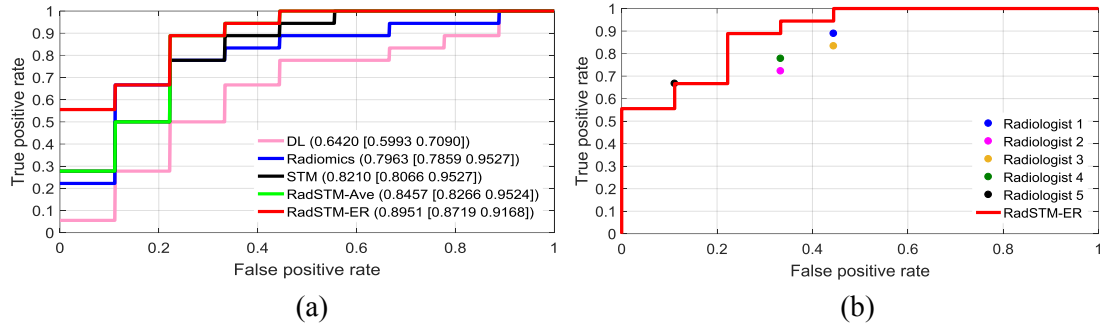 1
0.9
0.8
0.7
0.6
0.5
0.4
0.3
0.2
0.1
0
True positive rate
DL (0.6420 [0.5993 0.7090])
Radiomics (0.7963 [0.7859 0.9527])
STM (0.8210 [0.8066 0.9527])
RadSTM-Ave (0.8457 [0.8266 0.9524])
RadSTM-ER (0.8951 [0.8719 0.9168])
0 0.2 0.4 0.6 0.8 1
False positive rate
(a)
1
0.9
0.8
0.7
0.6
0.5
0.4
0.3
0.2
0.1
0
True positive rate
Radiologist 1
Radiologist 2
Radiologist 3
Radiologist 4
Radiologist 5
RadSTM-ER
0 0.2 0.4 0.6 0.8 1
False positive rate
(b)